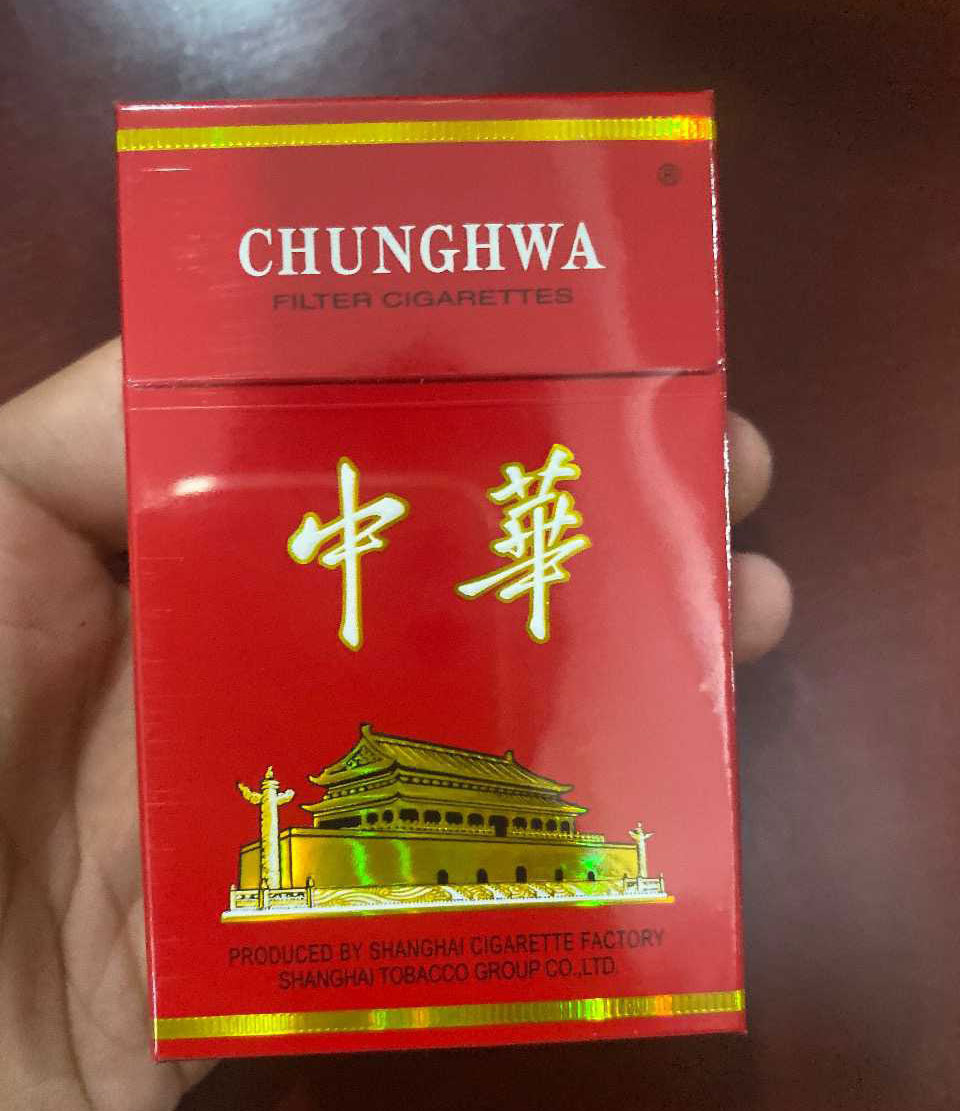 ®
CHUNGHWA
FILTER CIGARETTES
中華
PRODUCED BY SHANGHAI CIGARETTE FACTORY
SHANGHAI TOBACCO GROUP CO.,LTD.